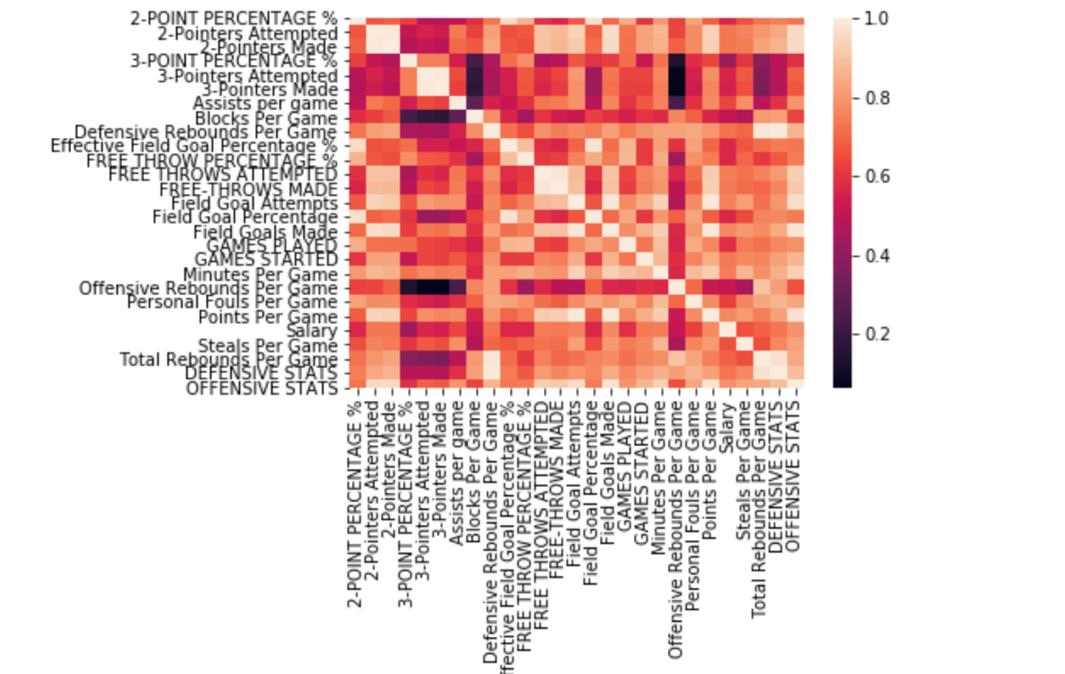 2-POINT PERCENTAGE %
2-Pointers Attempted
2-Pointers Made
3-POINT PERCENTAGE %
3-Pointers Attempted
3-Pointers Made
Assists per game
Blocks Per Game
Defensive Rebounds Per Game
Effective Field Goal Percentage %
FREE THROW PERCENTAGE %
FREE THROWS ATTEMPTED
FREE-THROWS MADE
Field Goal Attempts
Field Goal Percentage
Field Goals Made
GAMES PLAYED
GAMES STARTED
Minutes Per Game
Offensive Rebounds Per Game
Personal Fouls Per Game
Points Per Game
Salary
Steals Per Game
Total Rebounds Per Game
DEFENSIVE STATS
OFFENSIVE STATS
1.0
0.8
0.6
0.4
0.2
2-POINT PERCENTAGE %
2-Pointers Attempted
2-Pointers Made
3-POINT PERCENTAGE %
3-Pointers Attempted
3-Pointers Made
Assists per game
Blocks Per Game
Defensive Rebounds Per Game
ffective Field Goal Percentage %
FREE THROW PERCENTAGE %
FREE THROWS ATTEMPTED
FREE-THROWS MADE
Field Goal Attempts
Field Goal Percentage
Field Goals Made
GAMES PLAYED
GAMES STARTED
Minutes Per Game
Offensive Rebounds Per Game
Personal Fouls Per Game
Points Per Game
Salary
Steals Per Game
Total Rebounds Per Game
DEFENSIVE STATS
OFFENSIVE STATS